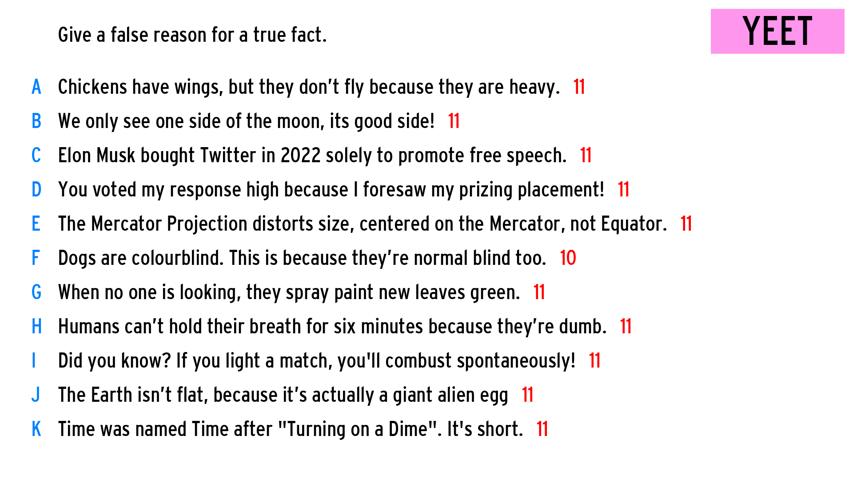 Give a false reason for a true fact.
YEET
A Chickens have wings, but they don't fly because they are heavy. 11
B We only see one side of the moon, its good side! 11
C Elon Musk bought Twitter in 2022 solely to promote free speech. 11
D You voted my response high because I foresaw my prizing placement! 11
E The Mercator Projection distorts size, centered on the Mercator, not Equator. 11
F Dogs are colourblind. This is because they're normal blind too. 10
G When no one is looking, they spray paint new leaves green. 11
H Humans can't hold their breath for six minutes because they're dumb. 11
I Did you know? If you light a match, you'll combust spontaneously! 11
J The Earth isn't flat, because it's actually a giant alien egg 11
K Time was named Time after "Turning on a Dime". It's short. 11